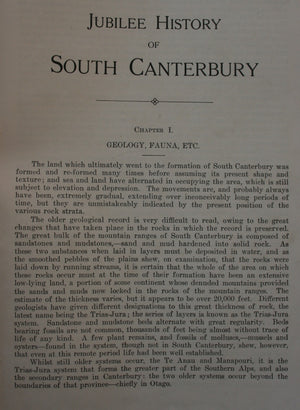 JUBILEE HISTORY
OF
SOUTH CANTERBURY
CHAPTER I.
GEOLOGY, FAUNA, ETC.
The land which ultimately went to the formation of South Canterbury was
formed and re-formed many times before assuming its present shape and
texture; and sea and land have alternated in occupying the area, which is still
subject to elevation and depression. The movements are, and probably always
have been, extremely gradual, extending over inconceivably long periods of
time, but they are unmistakeably indicated by the present position of the
various rock strata.
The older geological record is very difficult to read, owing to the great
changes that have taken place in the rocks in which the record is preserved.
The great bulk of the mountain ranges of South Canterbury is composed of
sandstones and mudstones,—sand and mud hardened into solid rock. As
these two substances when laid in layers must be deposited in water, and as
the smoothed pebbles of the plains shew, on examination, that the rocks were
laid down by running streams, it is certain that the whole of the area on which
these rocks occur must at the time of their formation have been an extensive
low-lying land, a portion of some continent whose denuded mountains provided
the sands and muds now locked in the rocks of the mountain ranges. The
estimate of the thickness varies, but it appears to be over 20,000 feet. Different
geologists have given different designations to this great thickness of rock, the
latest name being the Trias-Jura; the series of layers is known as the Trias-Jura
system. Sandstone and mudstone beds alternate with great regularity. Beds
bearing fossils are not common, thousands of feet being almost without trace of
life of any kind. A few plant remains, and fossils of molluscs,—mussels and
oysters—found in the system, though not in South Canterbury, shew, however,
that even at this remote period life had been well established.
Whilst still older systems occur, the Te Anau and Manapouri, it is the
Trias-Jura system that forms the greater part of the Southern Alps, and also
the secondary ranges in Canterbury: the two older systems occur beyond the
boundaries of that province—chiefly in Otago.